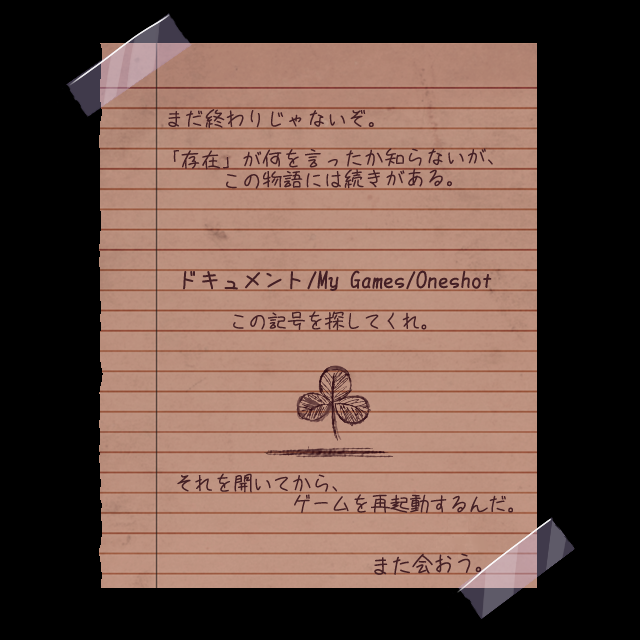 まだ終わりじゃないぞ。
「存在」が何を言ったか知らないが、
この物語には続きがある。
ドキュメント/My Games/Oneshot
この記号を探してくれ。
それを開いてから、
ゲームを再起動するんだ。
また会おう。